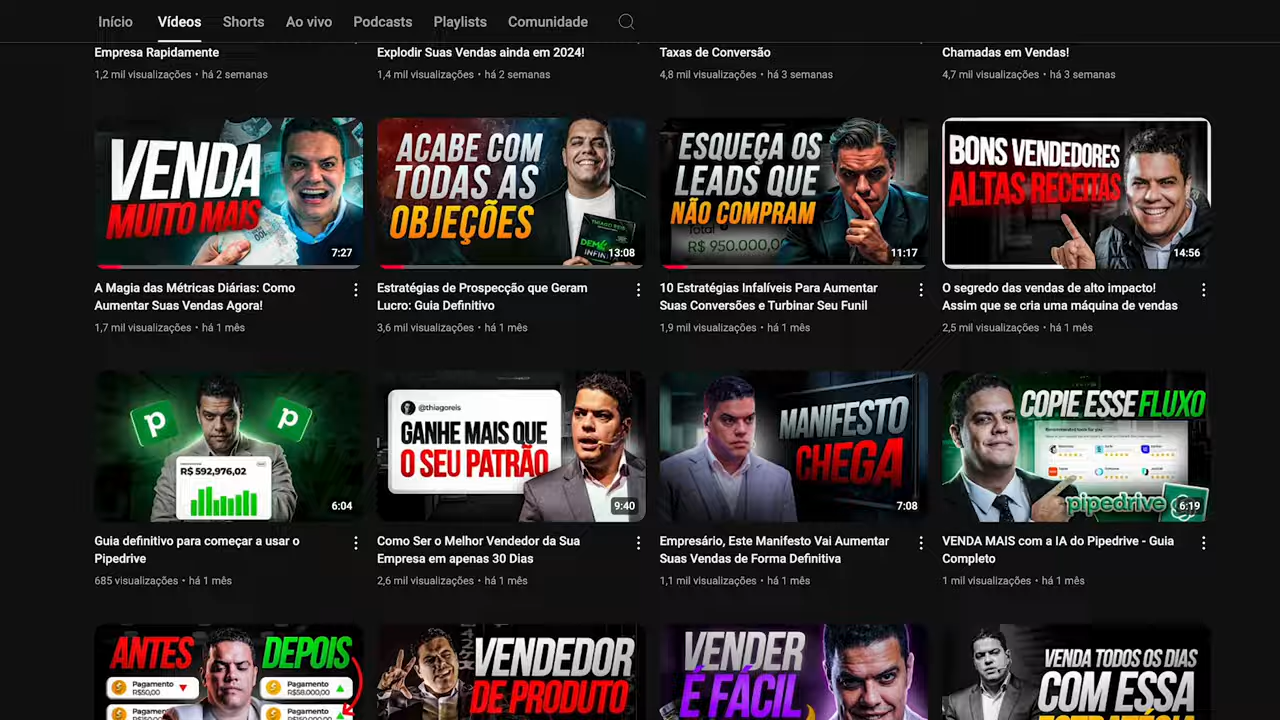 Início Vídeos Shorts Ao vivo Podcasts Playlists Comunidade
Empresa Rapidamente
1,2 mil visualizações • há 2 semanas
Explodir Suas Vendas ainda em 2024!
1,4 mil visualizações • há 2 semanas
Taxas de Conversão
4,8 mil visualizações • há 3 semanas
Chamadas em Vendas!
4,7 mil visualizações • há 3 semanas
VENDA
MUITO MAIS
7:27
A Magia das Métricas Diárias: Como
Aumentar Suas Vendas Agora!
1,7 mil visualizações • há 1 mês
ACABE COM
TODAS AS
OBJEÇÕES
THIAGO REIS
13:08
Estratégias de Prospecção que Geram
Lucro: Guia Definitivo
3,6 mil visualizações • há 1 mês
ESQUEÇA OS
LEADS QUE
NÃO COMPRAM
Total
R$ 950.000,0
11:17
10 Estratégias Infalíveis Para Aumentar
Suas Conversões e Turbinar Seu Funil
1,9 mil visualizações • há 1 mês
BONS VENDEDORES
ALTAS RECEITAS
14:56
O segredo das vendas de alto impacto!
Assim que se cria uma máquina de vendas
2,5 mil visualizações • há 1 mês
p p
R$ 592,976,02
6:04
Guia definitivo para começar a usar o
Pipedrive
685 visualizações • há 1 mês
@thiagoreis
GANHE MAIS QUE
O SEU PATRÃO
9:40
Como Ser o Melhor Vendedor da Sua
Empresa em apenas 30 Dias
2,6 mil visualizações • há 1 mês
MANIFESTO
CHEGA
7:08
Empresário, Este Manifesto Vai Aumentar
Suas Vendas de Forma Definitiva
1,1 mil visualizações • há 1 mês
COPIE ESSE FLUXO
Recommended tools for you
pipedrive
6:19
VENDA MAIS com a IA do Pipedrive - Guia
Completo
1 mil visualizações • há 1 mês
ANTES DEPOIS
Pagamento
R$50,00
Pagamento
R$58.000,00
Pagamento
Pagamento
VENDEDOR
DE PRODUTO
VENDER
É FÁCIL
VENDA TODOS OS DIAS
COM ESSA